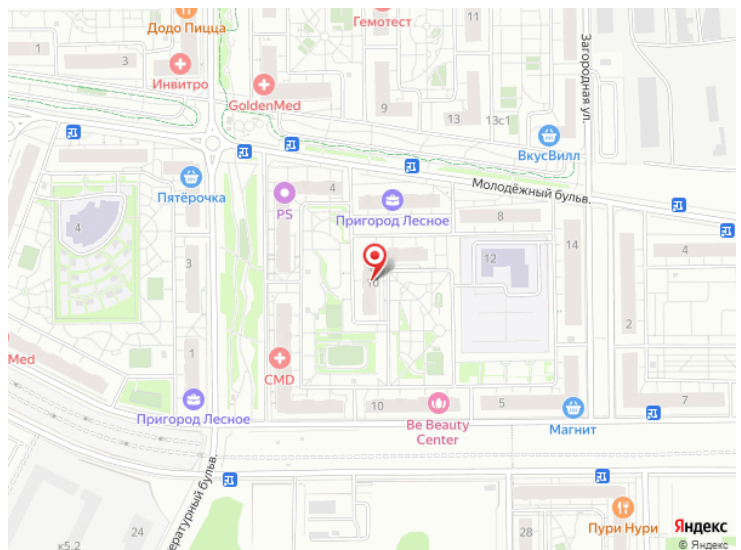 Додо Пицца
Гемотест
11
1
3
Инвитро
GoldenMed
9
13
13с1
Загородная ул.
ВкусВилл
Молодёжный бульв.
Пятёрочка
4
PS
Пригород Лесное
8
4
3
14
4
12
10
2
Med
1
CMD
Пригород Лесное
10
Be Beauty
Center
5
Магнит
7
ературный бульв.
к5.2
24
28
Пури Нури
Яндекс
© Яндекс